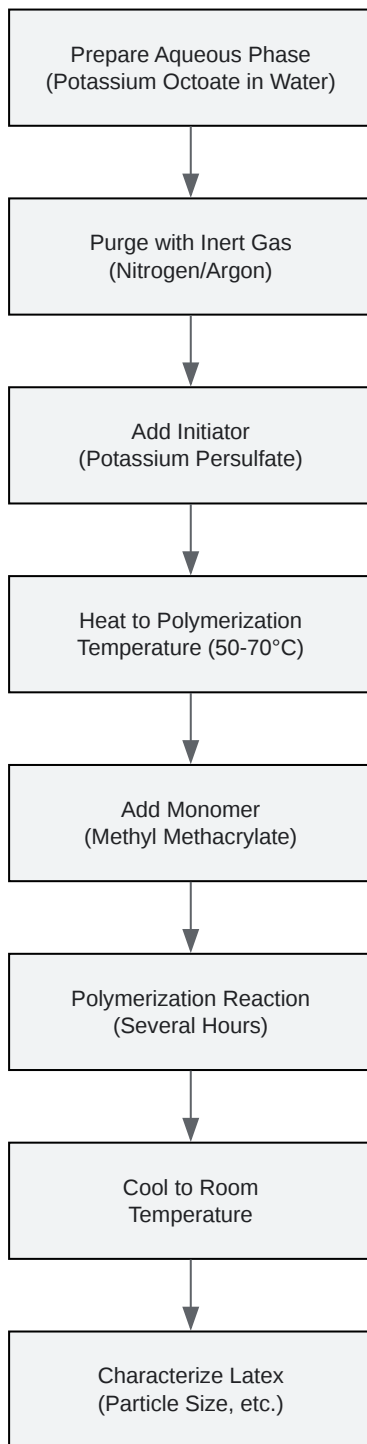 Prepare Aqueous Phase
(Potassium Octoate in Water)
Purge with Inert Gas
(Nitrogen/Argon)
Add Initiator
(Potassium Persulfate)
Heat to Polymerization
Temperature (50-70°C)
Add Monomer
(Methyl Methacrylate)
Polymerization Reaction
(Several Hours)
Cool to Room
Temperature
Characterize Latex
(Particle Size, etc.)